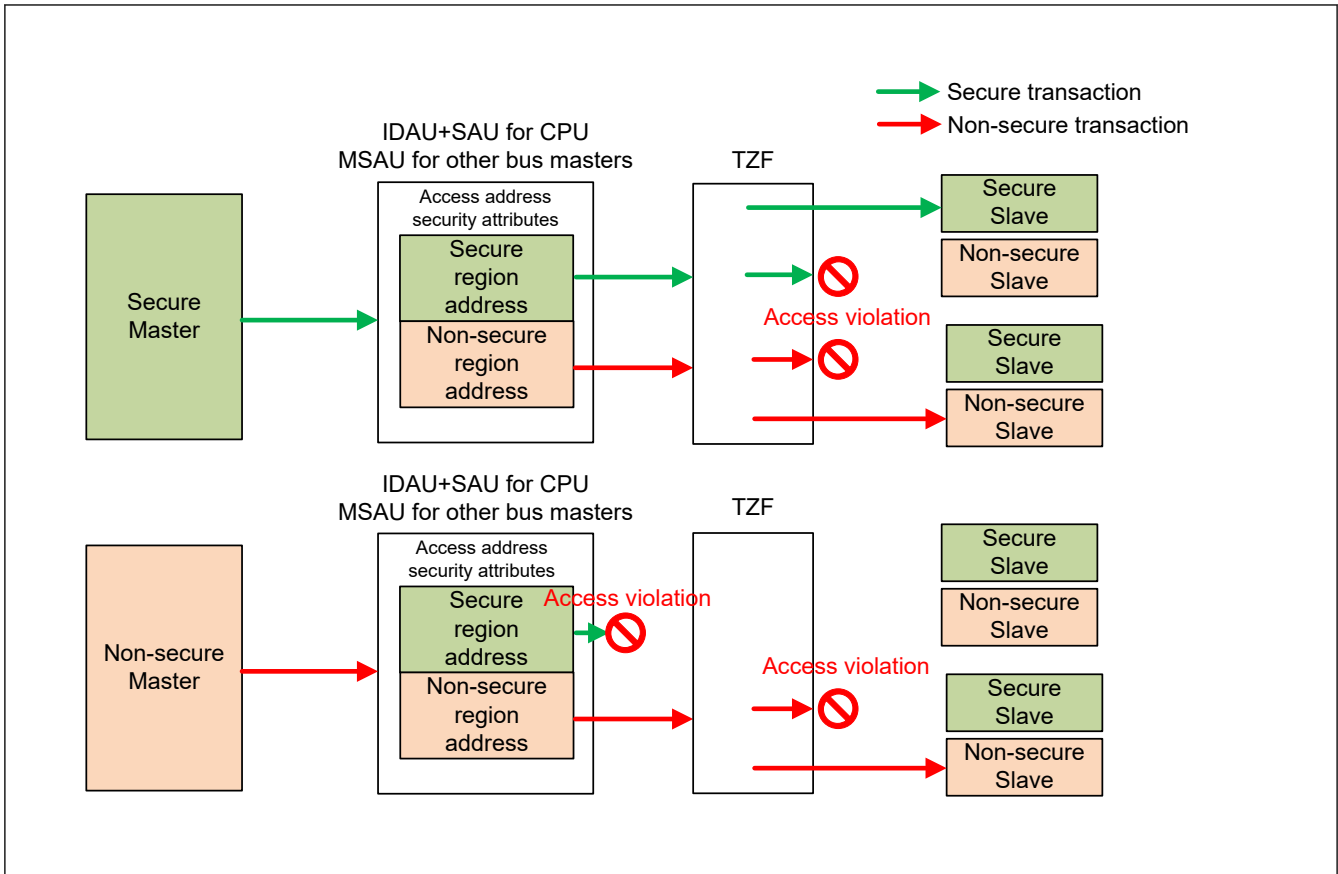 Secure transaction
Non-secure transaction
IDAU+SAU for CPU
MSAU for other bus masters
TZF
Access address
security attributes
Secure
Master
Secure
region
address
Non-secure
region
address
Access violation
Secure
Slave
Non-secure
Slave
Secure
Slave
Non-secure
Slave
IDAU+SAU for CPU
MSAU for other bus masters
TZF
Access address
security attributes
Non-secure
Master
Secure
region
address
Access violation
Non-secure
region
address
Access violation
Secure
Slave
Non-secure
Slave
Secure
Slave
Non-secure
Slave